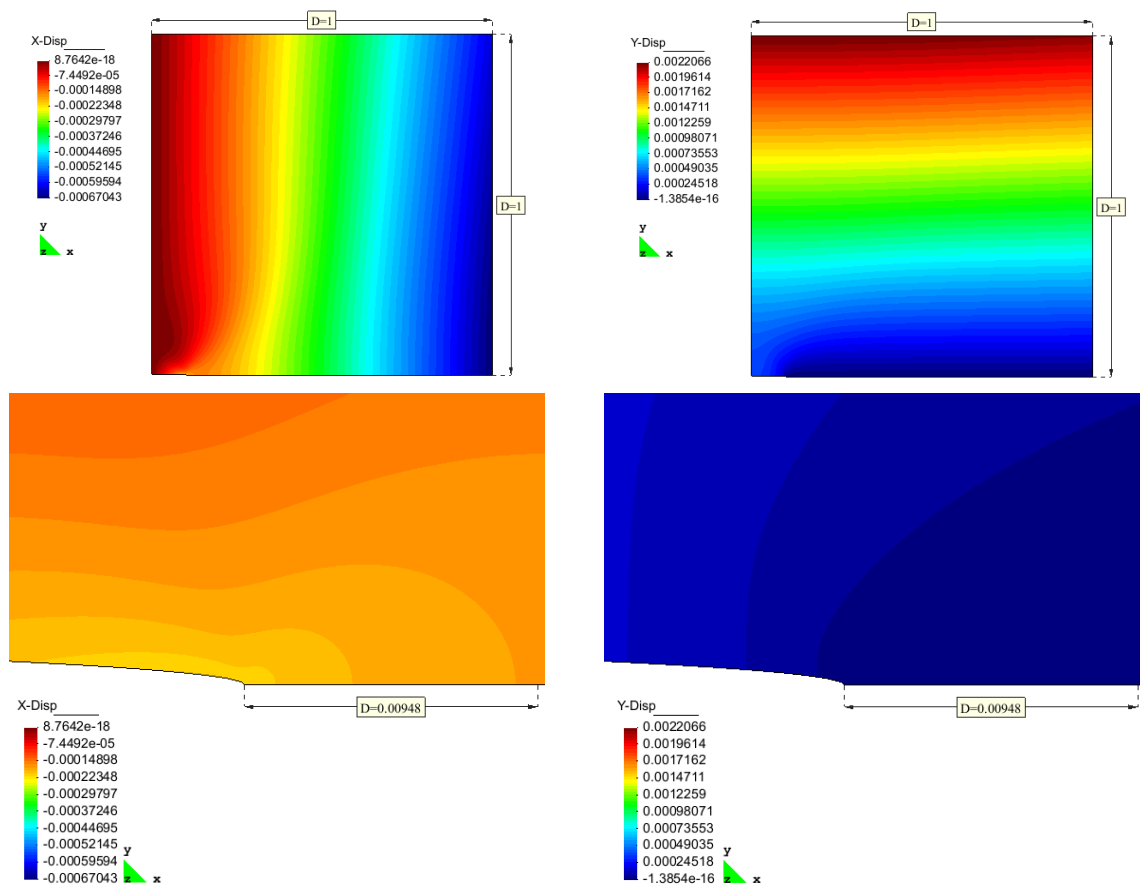 D=1
X-Disp
8.7642e-18
-7.4492e-05
-0.00014898
-0.00022348
-0.00029797
-0.00037246
-0.00044695
-0.00052145
-0.00059594
-0.00067043
D=1
y
z x
D=1
Y-Disp
0.0022066
0.0019614
0.0017162
0.0014711
0.0012259
0.00098071
0.00073553
0.00049035
0.00024518
-1.3854e-16
D=1
y
z x
D=0.00948
X-Disp
8.7642e-18
-7.4492e-05
-0.00014898
-0.00022348
-0.00029797
-0.00037246
-0.00044695
-0.00052145
-0.00059594
-0.00067043
y
z x
D=0.00948
Y-Disp
0.0022066
0.0019614
0.0017162
0.0014711
0.0012259
0.00098071
0.00073553
0.00049035
0.00024518
-1.3854e-16
y
z x